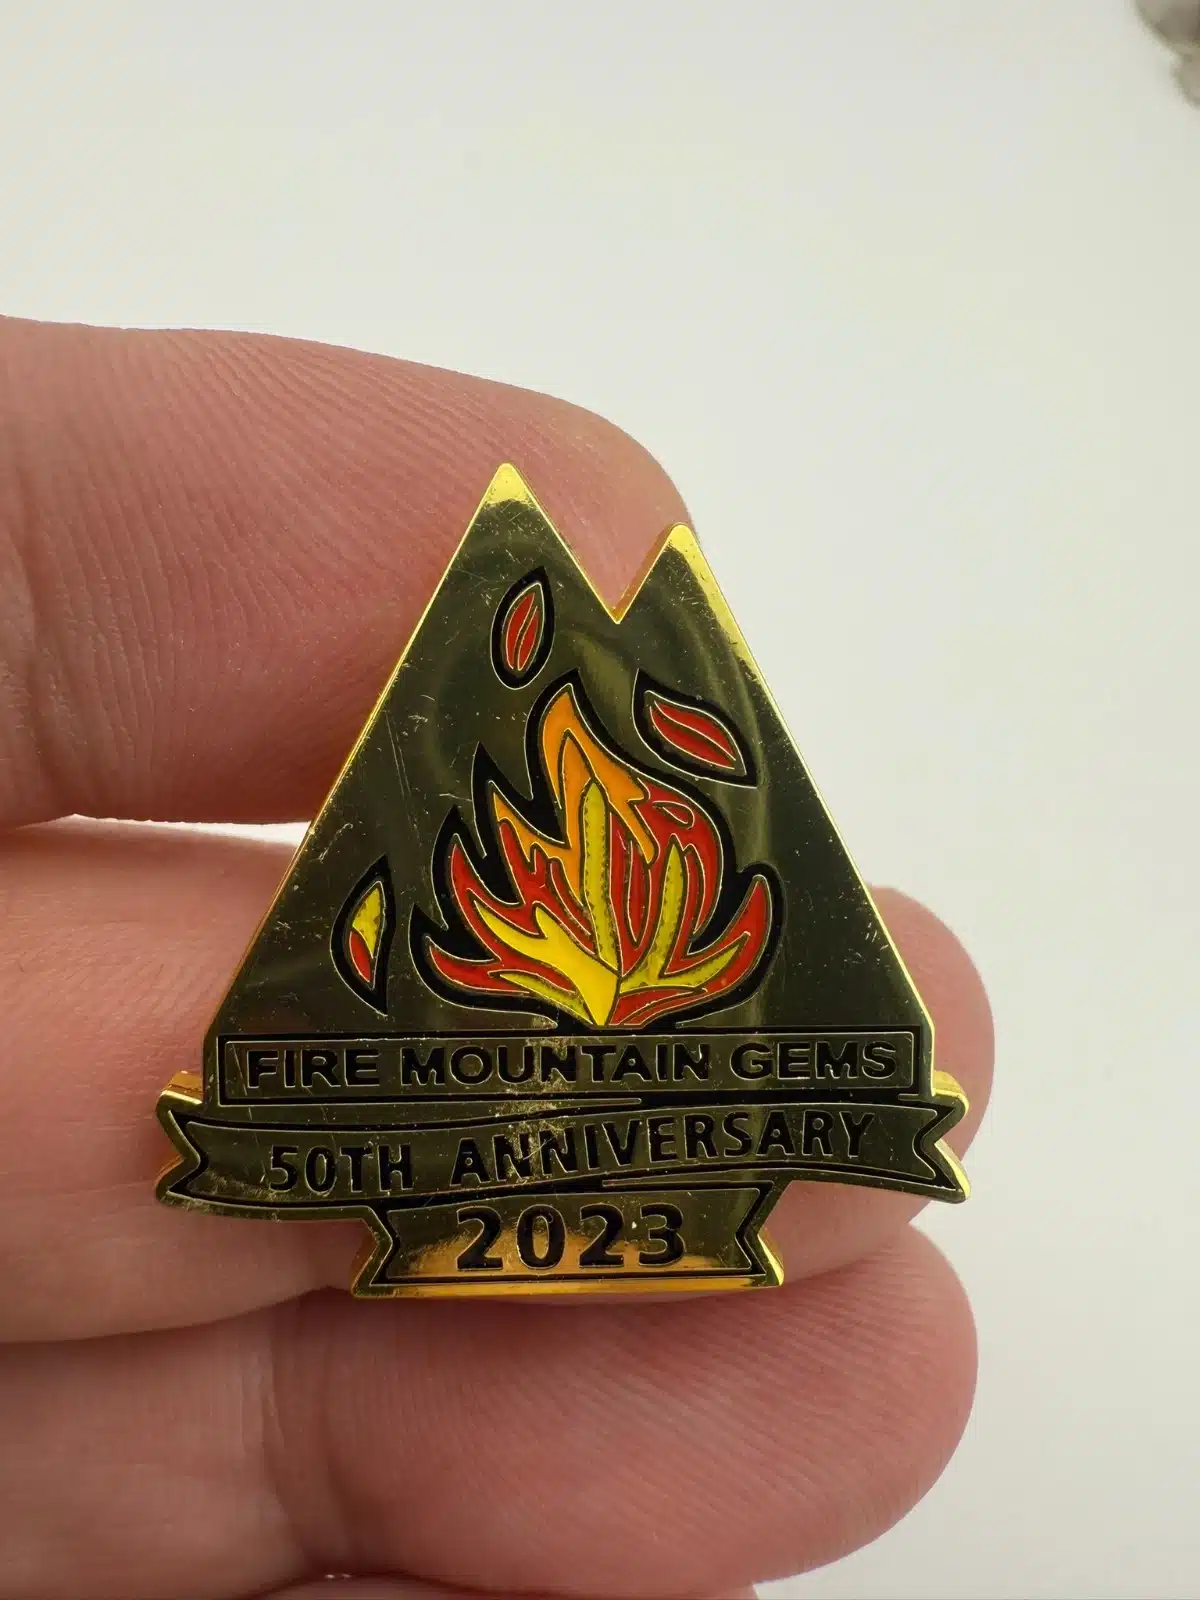 FIRE MOUNTAIN GEMS
50TH ANNIVERSARY
2023